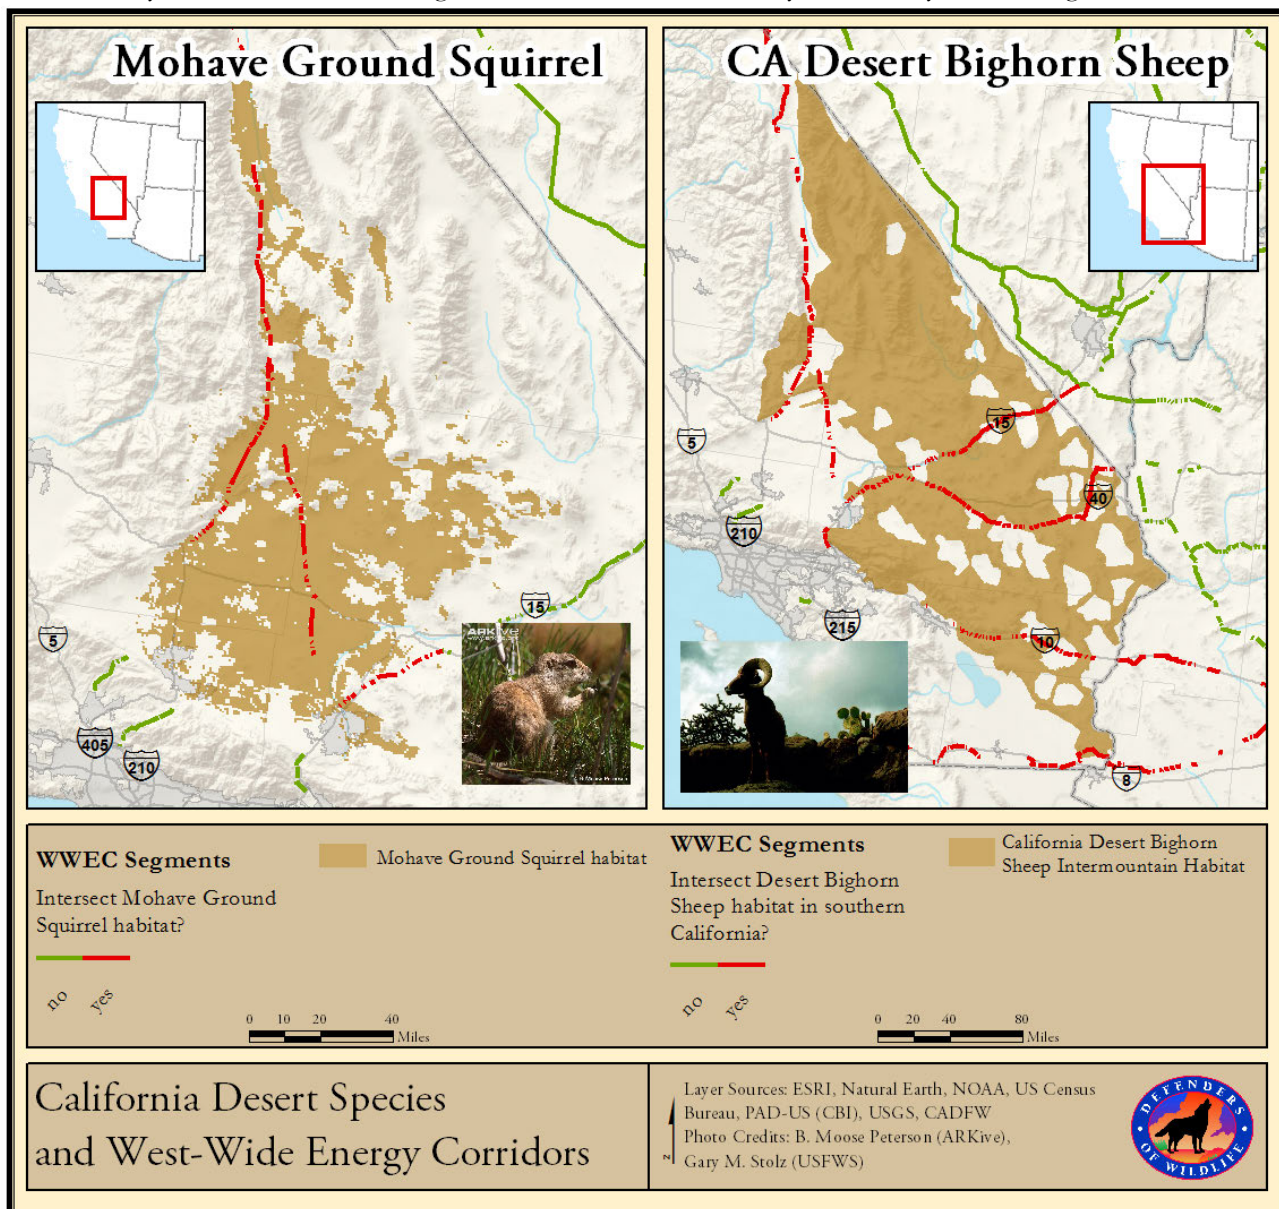 Mohave Ground Squirrel
5
405
210
15
ARKive
B Moose Peterson
CA Desert Bighorn Sheep
5
210
215
15
40
10
8
WWEC Segments
Intersect Mohave Ground
Squirrel habitat?
no yes
Mohave Ground Squirrel habitat
0 10 20 40
Miles
WWEC Segments
Intersect Desert Bighorn
Sheep habitat in southern
California?
no yes
California Desert Bighorn
Sheep Intermountain Habitat
0 20 40 80
Miles
California Desert Species
and West-Wide Energy Corridors
N
Layer Sources: ESRI, Natural Earth, NOAA, US Census
Bureau, PAD-US (CBI), USGS, CADFW
Photo Credits: B. Moose Peterson (ARKive),
Gary M. Stolz (USFWS)
DEFENDERS
OF WILDLIFE